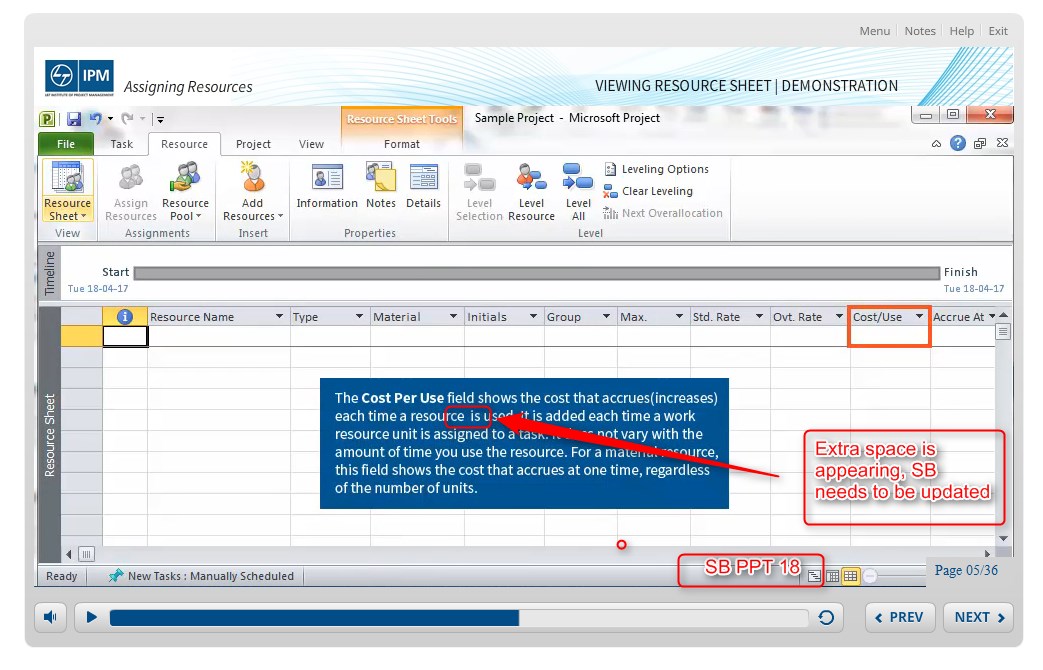 Menu Notes Help Exit
IPM
Assigning Resources
VIEWING RESOURCE SHEET | DEMONSTRATION
Resource Sheet Tools
Sample Project - Microsoft Project
File Task Resource Project View Format
Resource Sheet
Assign Resources
Resource Pool
Add Resources
Information
Notes
Details
Level Selection
Level Resource
Level All
Leveling Options
Clear Leveling
Next Overallocation
View Assignments Insert Properties Level
Timeline
Start
Tue 18-04-17
Finish
Tue 18-04-17
Resource Name Type Material Initials Group Max. Std. Rate Ovt. Rate Cost/Use Accrue At
Resource Sheet
The Cost Per Use field shows the cost that accrues(increases)
each time a resource is used. It is added each time a work
resource unit is assigned to a task. It does not vary with the
amount of time you use the resource. For a material resource,
this field shows the cost that accrues at one time, regardless
of the number of units.
Extra space is
appearing, SB
needs to be updated
SB PPT 18
Ready New Tasks : Manually Scheduled
Page 05/36
PREV NEXT